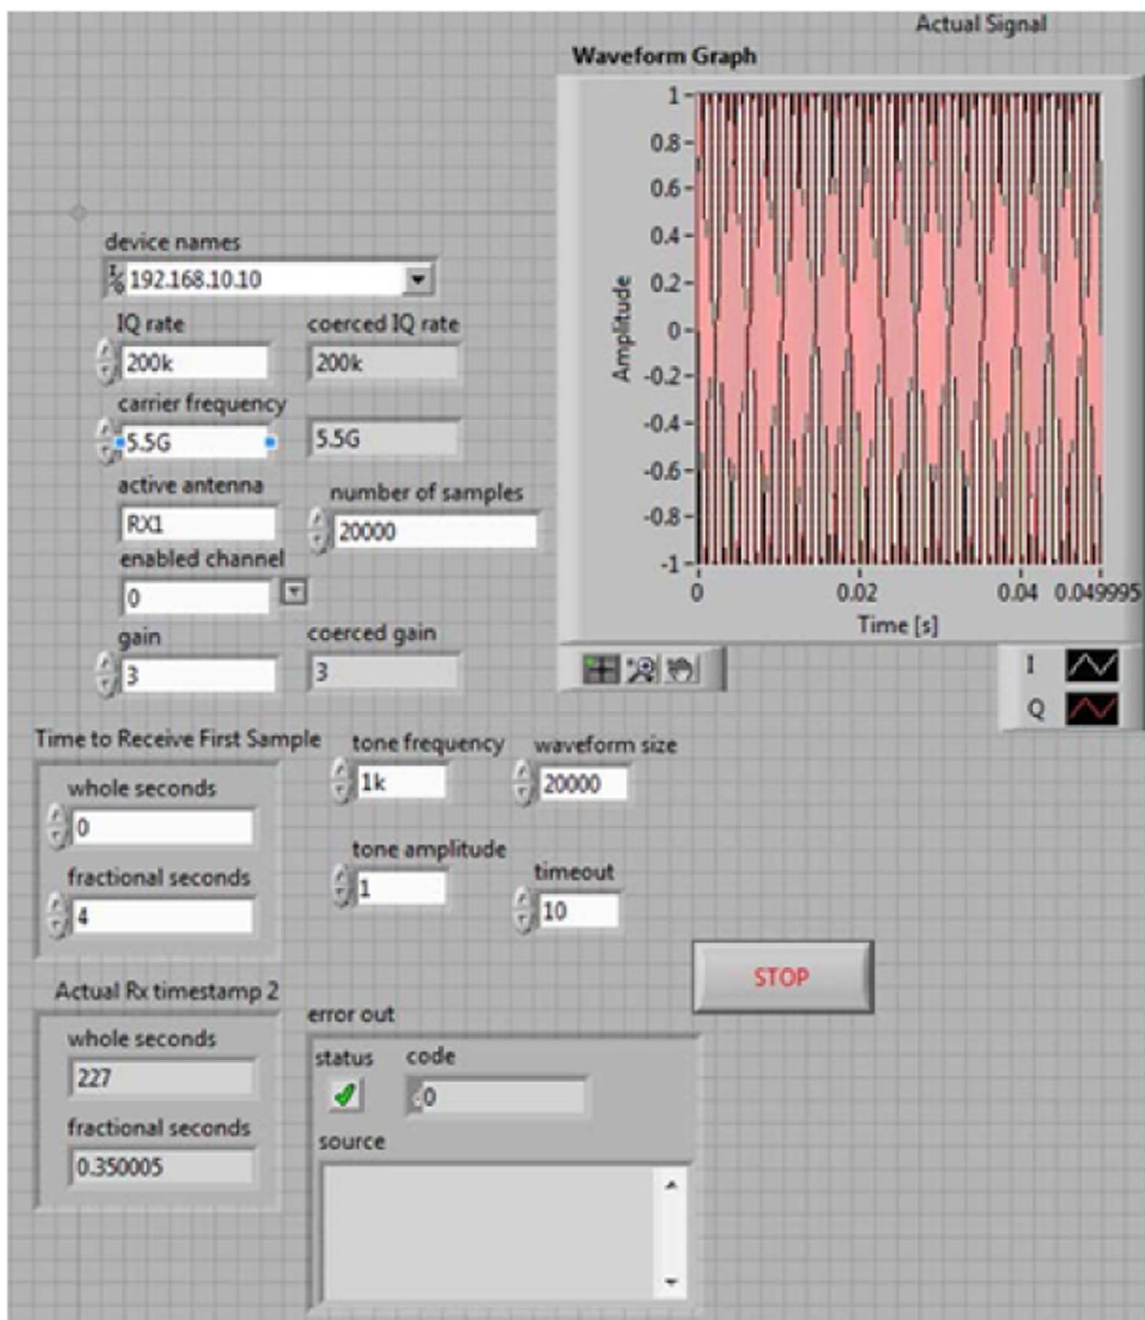 Actual Signal
Waveform Graph
1
0.8
0.6
0.4
0.2
0
-0.2
-0.4
-0.6
-0.8
-1
Amplitude
0 0.02 0.04 0.049995
Time [s]
I
Q
device names
192.168.10.10
IQ rate coerced IQ rate
200k 200k
carrier frequency
5.5G 5.5G
active antenna number of samples
RX1 20000
enabled channel
0
gain coerced gain
3 3
Time to Receive First Sample
whole seconds
0
fractional seconds
4
tone frequency waveform size
1k 20000
tone amplitude timeout
1 10
STOP
Actual Rx timestamp 2
whole seconds
227
fractional seconds
0.350005
error out
status code
0
source